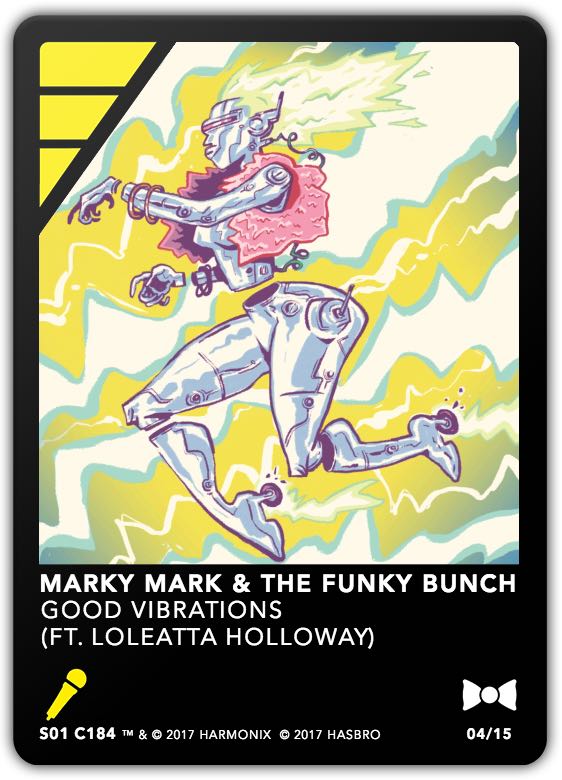 MARKY MARK & THE FUNKY BUNCH
GOOD VIBRATIONS
(FT. LOLEATTA HOLLOWAY)
S01 C184 ™ & © 2017 HARMONIX © 2017 HASBRO 04/15